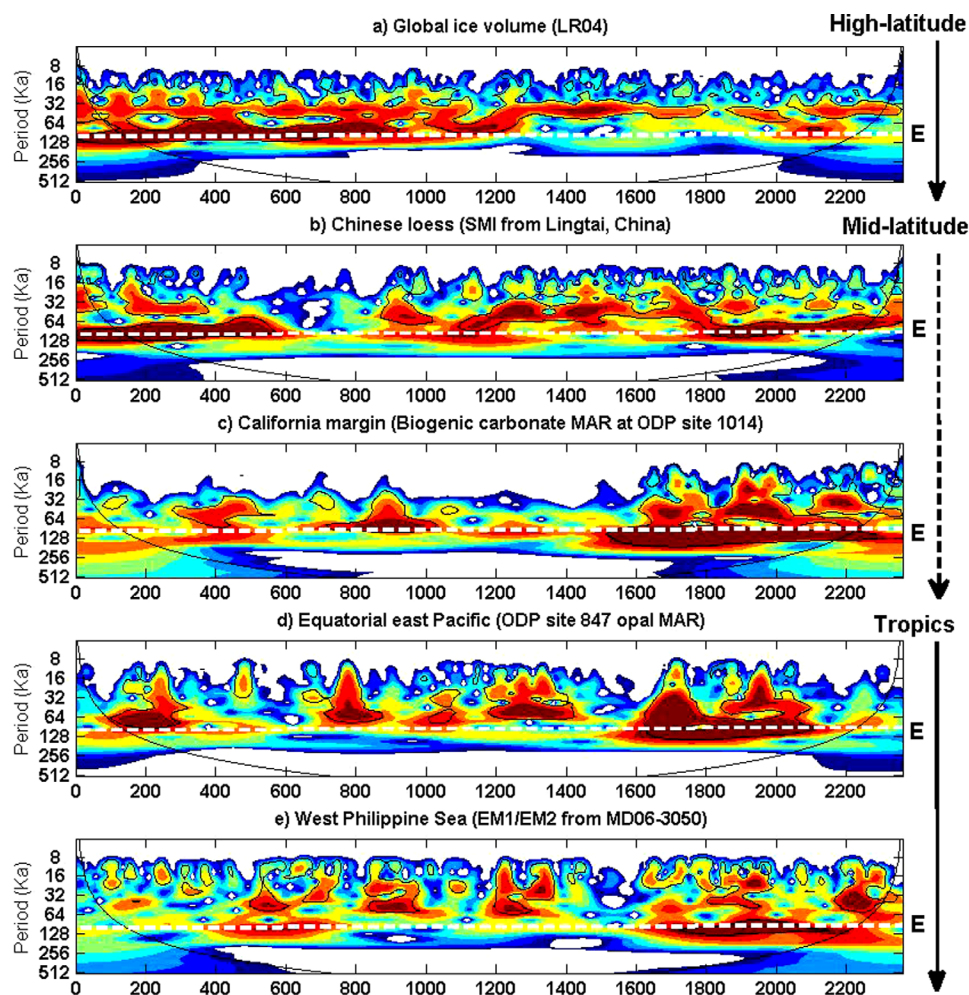 a) Global ice volume (LR04)
High-latitude
Period (Ka)
8
16
32
64
128
256
512
E
0 200 400 600 800 1000 1200 1400 1600 1800 2000 2200
b) Chinese loess (SMI from Lingtai, China)
Mid-latitude
Period (Ka)
8
16
32
64
128
256
512
E
0 200 400 600 800 1000 1200 1400 1600 1800 2000 2200
c) California margin (Biogenic carbonate MAR at ODP site 1014)
Period (Ka)
8
16
32
64
128
256
512
E
0 200 400 600 800 1000 1200 1400 1600 1800 2000 2200
d) Equatorial east Pacific (ODP site 847 opal MAR)
Tropics
Period (Ka)
8
16
32
64
128
256
512
E
0 200 400 600 800 1000 1200 1400 1600 1800 2000 2200
e) West Philippine Sea (EM1/EM2 from MD06-3050)
Period (Ka)
8
16
32
64
128
256
512
E
0 200 400 600 800 1000 1200 1400 1600 1800 2000 2200